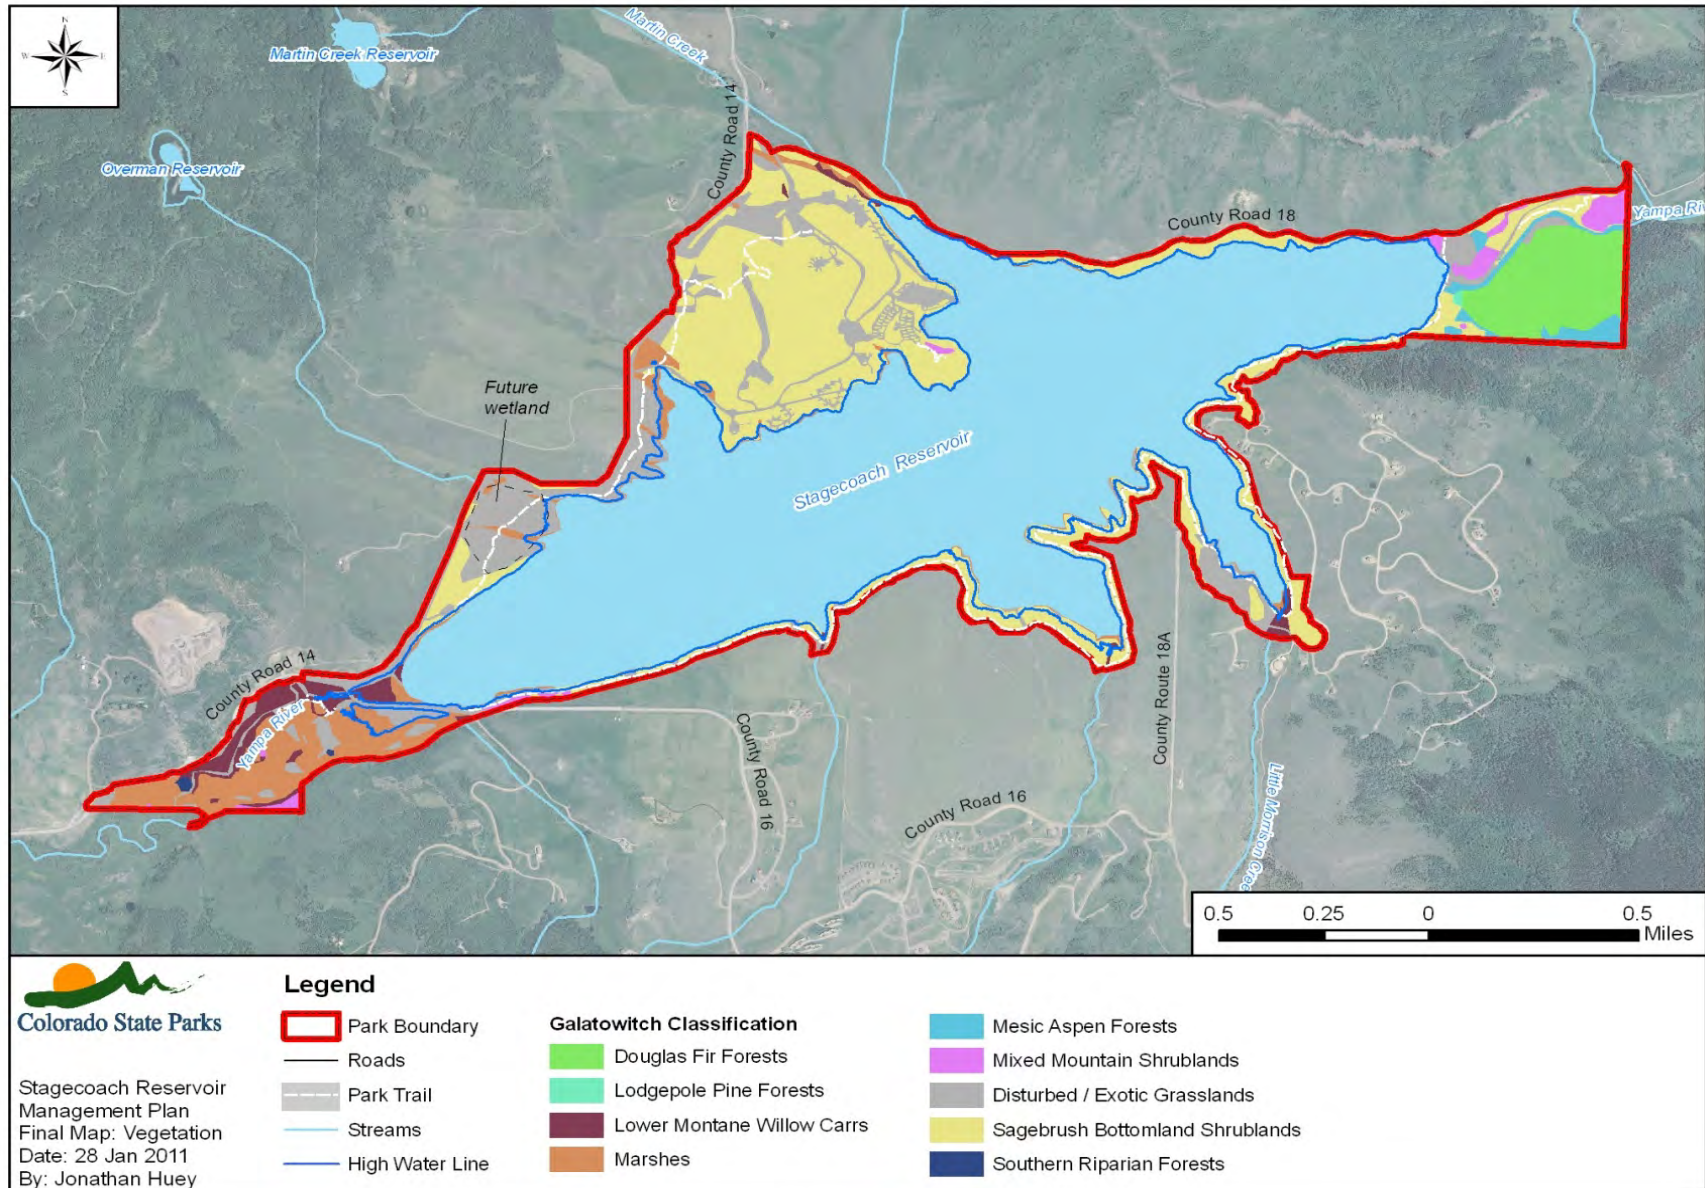 N
W
E
S
Martin Creek Reservoir
Martin Creek
County Road 14
Overman Reservoir
County Road 18
Yampa Riv
Future
wetland
Stagecoach Reservoir
County Road 14
Yampa River
County Road 16
County Road 16
County Route 18A
Little Morrison Cree
0.5 0.25 0 0.5
Miles
Colorado State Parks
Stagecoach Reservoir
Management Plan
Final Map: Vegetation
Date: 28 Jan 2011
By: Jonathan Huey
Legend
Park Boundary
Roads
Park Trail
Streams
High Water Line
Galatowitch Classification
Douglas Fir Forests
Lodgepole Pine Forests
Lower Montane Willow Carrs
Marshes
Mesic Aspen Forests
Mixed Mountain Shrublands
Disturbed / Exotic Grasslands
Sagebrush Bottomland Shrublands
Southern Riparian Forests